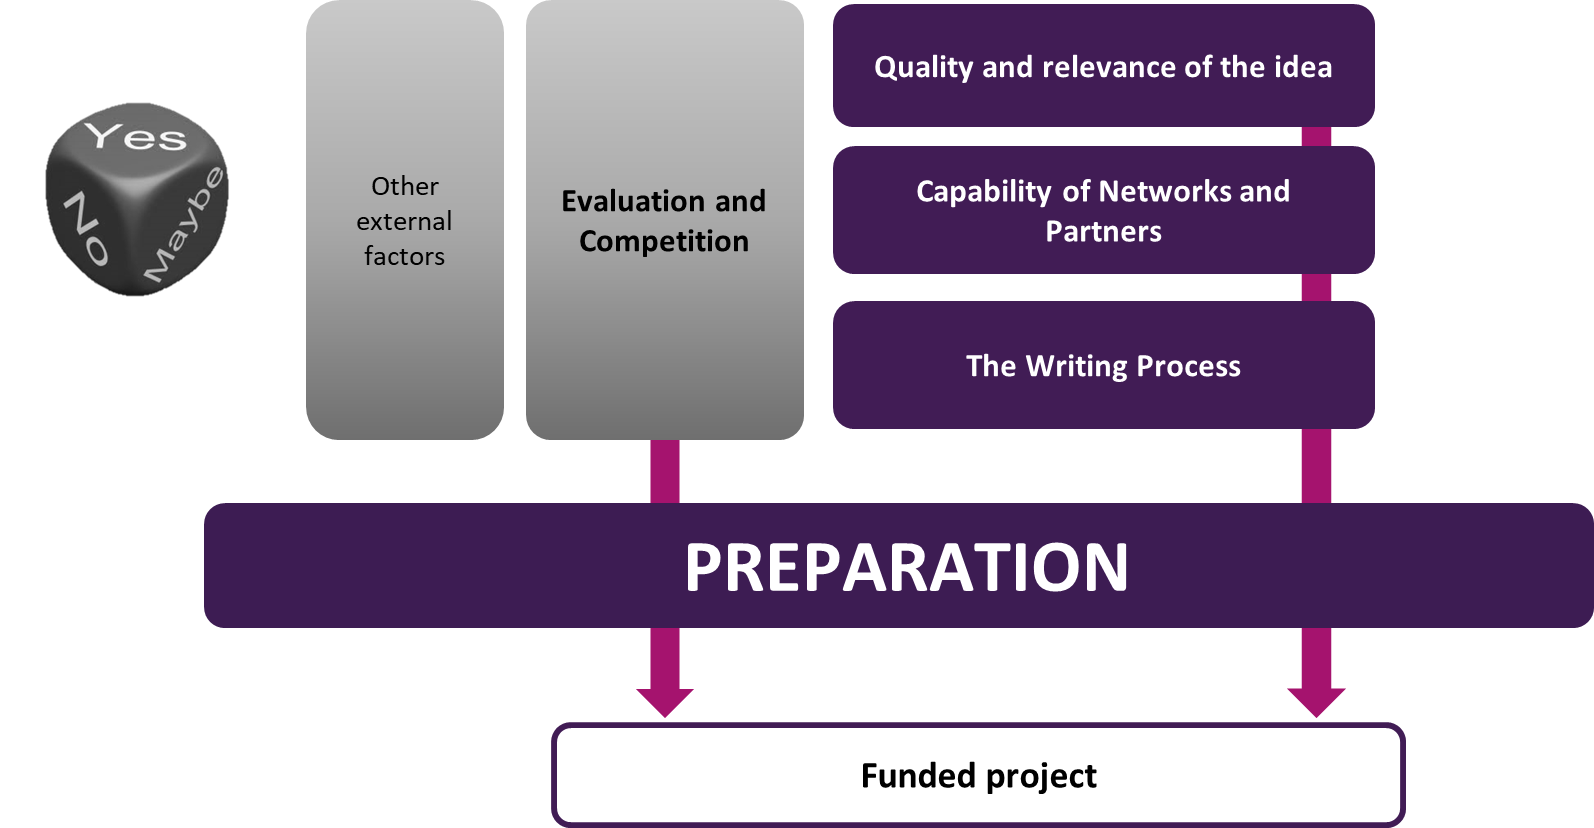 Yes
No
Maybe
Other
external
factors
Evaluation and
Competition
Quality and relevance of the idea
Capability of Networks and
Partners
The Writing Process
PREPARATION
Funded project